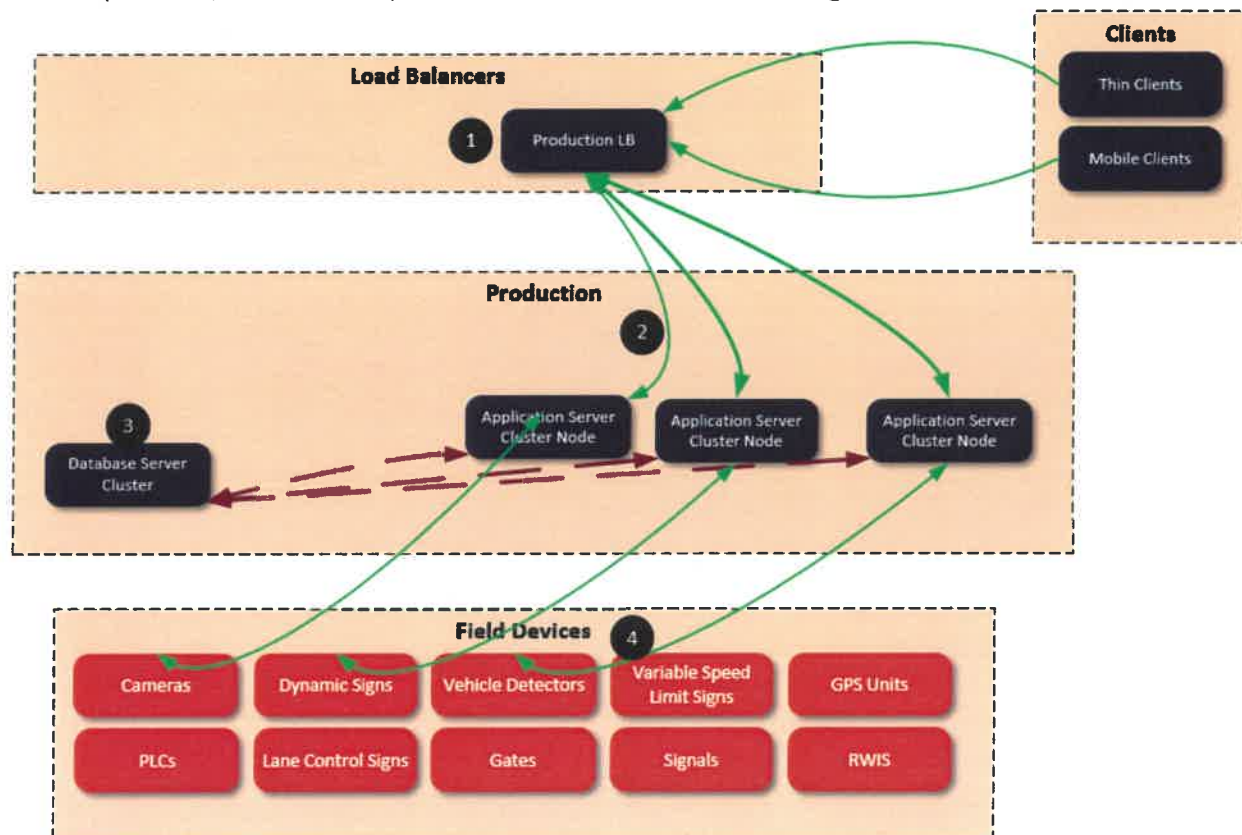 Clients
Load Balancers
Thin Clients
1
Production LB
Mobile Clients
Production
2
Application Server
Cluster Node
Application Server
Cluster Node
Application Server
Cluster Node
3
Database Server
Cluster
Field Devices
4
Cameras
Dynamic Signs
Vehicle Detectors
Variable Speed
Limit Signs
GPS Units
PLCs
Lane Control Signs
Gates
Signals
RWIS